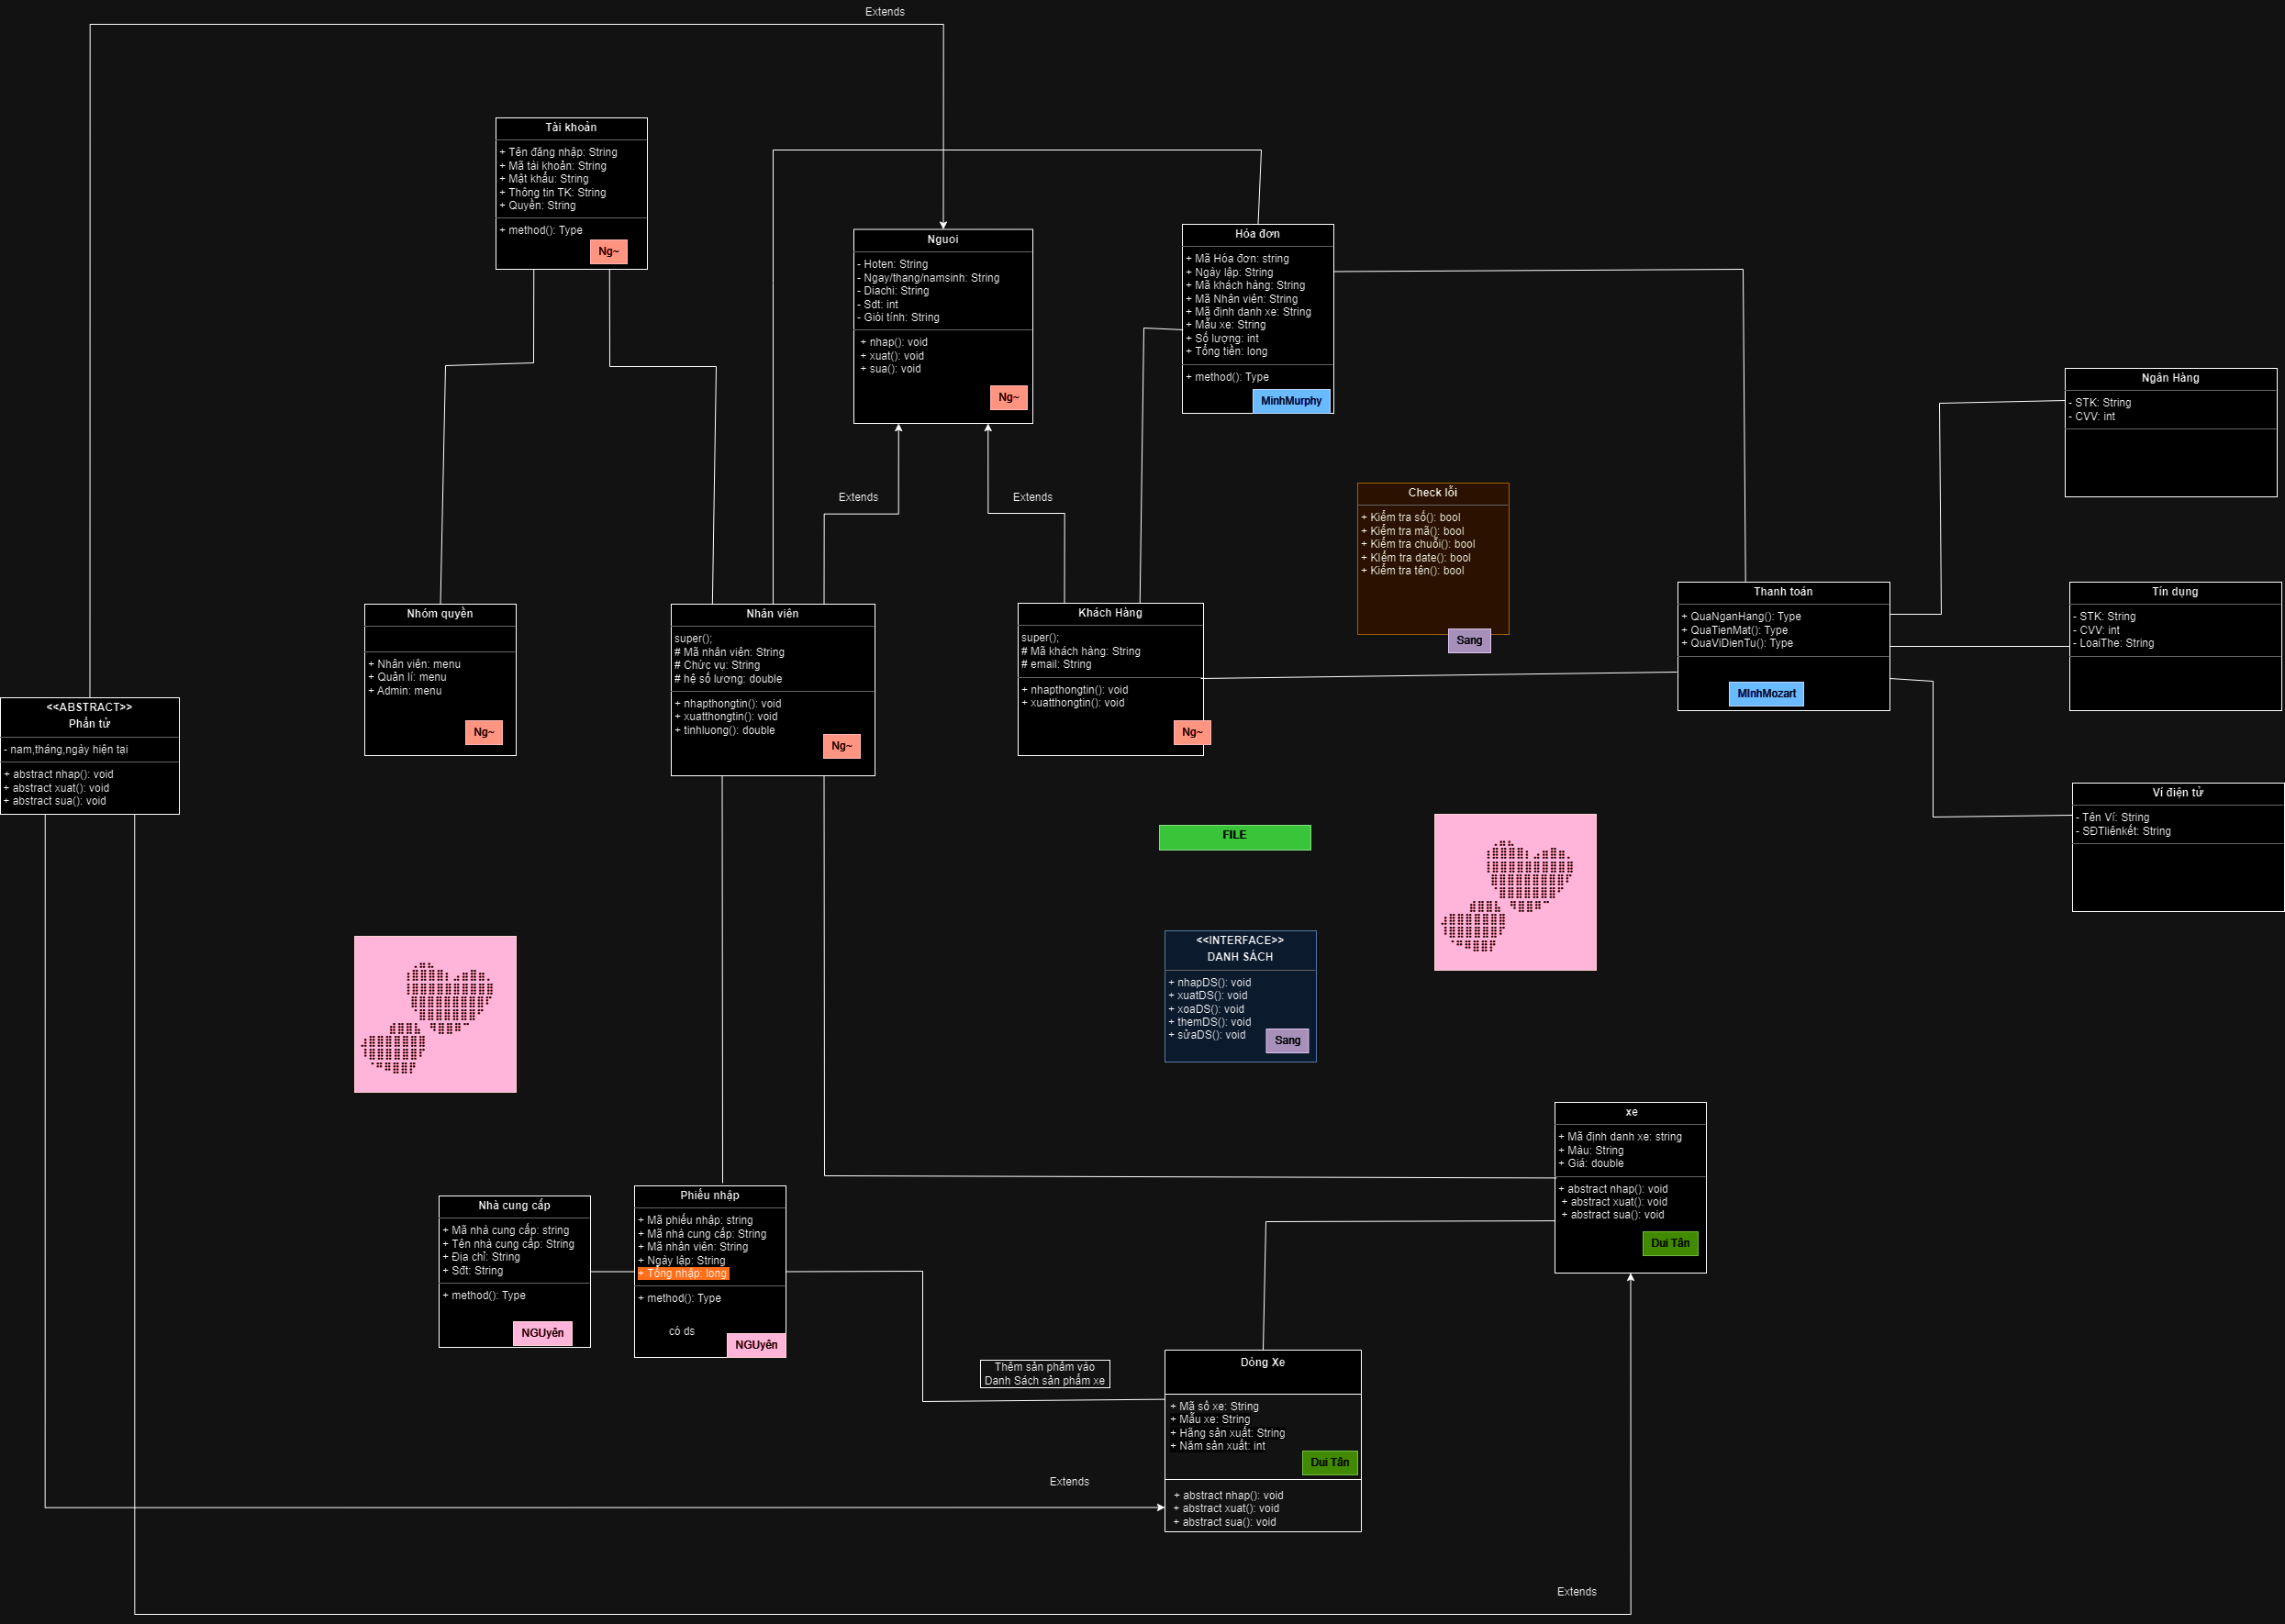 Extends
Tài khoản
+ Tên đăng nhập: String
+ Mã tài khoản: String
+ Mật khẩu: String
+ Thông tin TK: String
+ Quyền: String
+ method(): Type
Ng~
Nguoi
- Hoten: String
- Ngay/thang/namsinh: String
- Diachi: String
- Sdt: int
- Giói tính: String
+ nhap(): void
+ xuat(): void
+ sua(): void
Ng~
Hóa đơn
+ Mã Hóa đơn: string
+ Ngày lập: String
+ Mã khách hàng: String
+ Mã Nhân viên: String
+ Mã định danh xe: String
+ Mẫu xe: String
+ Số lượng: int
+ Tổng tiền: long
+ method(): Type
MinhMurphy
Ngân Hàng
- STK: String
- CVV: int
Extends
Extends
Check lỗi
+ Kiểm tra số(): bool
+ Kiểm tra mã(): bool
+ Kiểm tra chuỗi(): bool
+ KIểm tra date(): bool
+ Kiểm tra tên(): bool
Sang
Nhóm quyền
+ Nhân viên: menu
+ Quản lí: menu
+ Admin: menu
Ng~
Nhân viên
super();
# Mã nhân viên: String
# Chức vụ: String
# hệ số lương: double
+ nhapthongtin(): void
+ xuatthongtin(): void
+ tinhluong(): double
Ng~
Khách Hàng
super();
# Mã khách hàng: String
# email: String
+ nhapthongtin(): void
+ xuatthongtin(): void
Ng~
Thanh toán
+ QuaNganHang(): Type
+ QuaTienMat(): Type
+ QuaViDienTu(): Type
MInhMozart
Tín dụng
- STK: String
- CVV: int
- LoaiThe: String
<<ABSTRACT>>
Phần tử
- nam,tháng,ngày hiện tại
+ abstract nhap(): void
+ abstract xuat(): void
+ abstract sua(): void
Ví điện tử
- Tên Ví: String
- SĐTliênkết: String
FILE
<<INTERFACE>>
DANH SÁCH
+ nhapDS(): void
+ xuatDS(): void
+ xoaDS(): void
+ themDS(): void
+ sửaDS(): void
Sang
xe
+ Mã định danh xe: string
+ Màu: String
+ Giá: double
+ abstract nhap(): void
+ abstract xuat(): void
+ abstract sua(): void
Dui Tân
Nhà cung cấp
+ Mã nhà cung cấp: string
+ Tên nhà cung cấp: String
+ Địa chỉ: String
+ Sđt: String
+ method(): Type
NGUyên
Phiếu nhập
+ Mã phiếu nhập: string
+ Mã nhà cung cấp: String
+ Mã nhân viên: String
+ Ngày lập: String
+ Tổng nhập: long
+ method(): Type
có ds
NGUyên
Thêm sản phẩm vào
Danh Sách sản phẩm xe
Dòng Xe
+ Mã số xe: String
+ Mẫu xe: String
+ Hãng sản xuất: String
+ Năm sản xuất: int
Dui Tân
+ abstract nhap(): void
+ abstract xuat(): void
+ abstract sua(): void
Extends
Extends